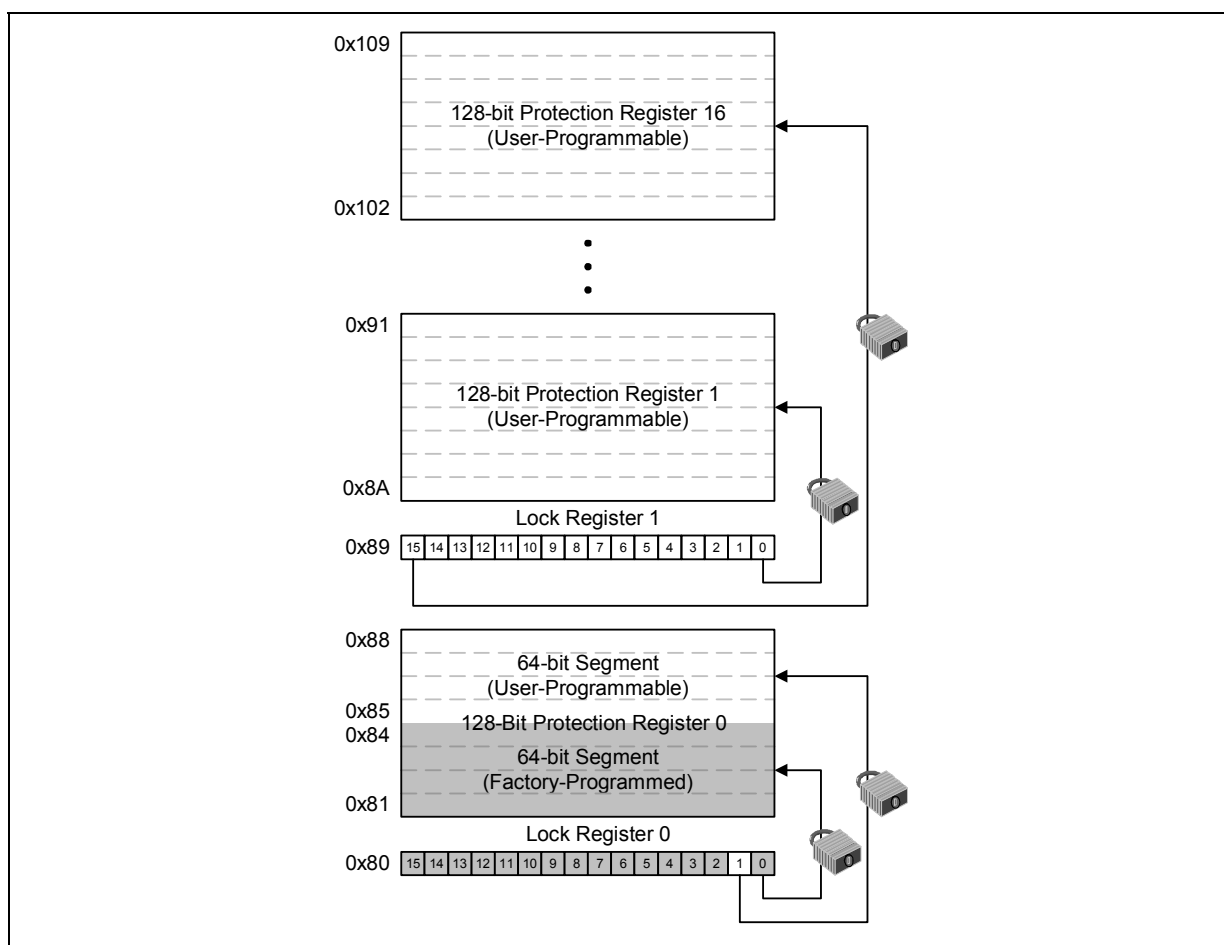 0x109
128-bit Protection Register 16
(User-Programmable)
0x102
0x91
128-bit Protection Register 1
(User-Programmable)
0x8A
Lock Register 1
0x89
15 14 13 12 11 10 9 8 7 6 5 4 3 2 1 0
0x88
64-bit Segment
(User-Programmable)
0x85
128-Bit Protection Register 0
0x84
64-bit Segment
(Factory-Programmed)
0x81
Lock Register 0
0x80
15 14 13 12 11 10 9 8 7 6 5 4 3 2 1 0